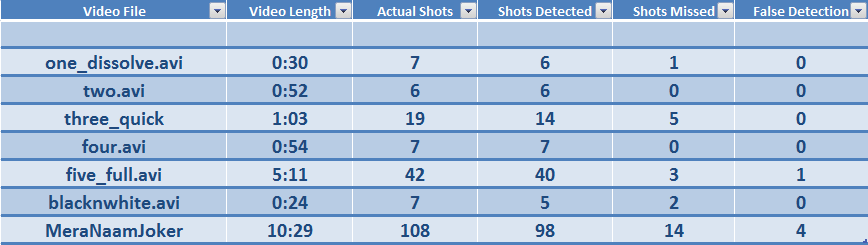 Video File Video Length Actual Shots Shots Detected Shots Missed False Detection
one_dissolve.avi 0:30 7 6 1 0
two.avi 0:52 6 6 0 0
three_quick 1:03 19 14 5 0
four.avi 0:54 7 7 0 0
five_full.avi 5:11 42 40 3 1
blacknwhite.avi 0:24 7 5 2 0
MeraNaamJoker 10:29 108 98 14 4